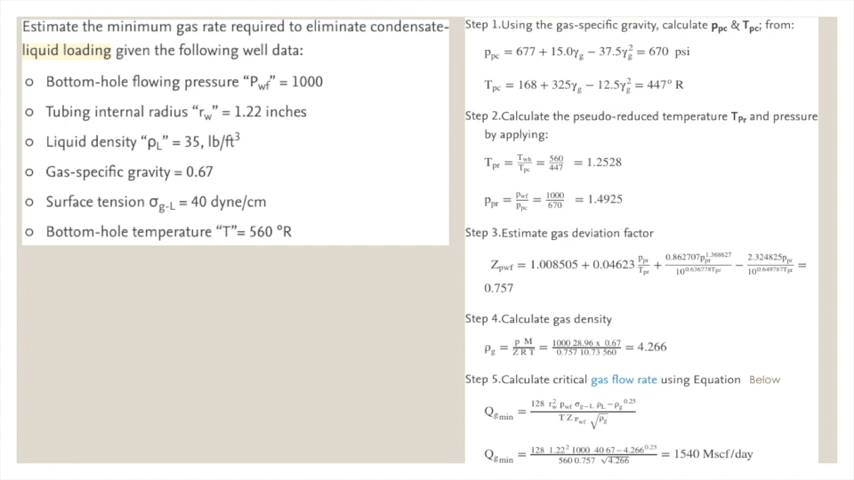 Estimate the minimum gas rate required to eliminate condensate-
liquid loading given the following well data:
o Bottom-hole flowing pressure “Pwf” = 1000
o Tubing internal radius “rw” = 1.22 inches
o Liquid density “ρL” = 35, lb/ft³
o Gas-specific gravity = 0.67
o Surface tension σg-L = 40 dyne/cm
o Bottom-hole temperature “T”= 560 °R
Step 1.Using the gas-specific gravity, calculate ppc & Tpc; from:
Ppc = 677 + 15.0γg − 37.5γg² = 670 psi
Tpc = 168 + 325γg − 12.5γg² = 447° R
Step 2.Calculate the pseudo-reduced temperature TPr and pressure
by applying:
Tpr = Twh/Tpc = 560/447 = 1.2528
Ppr = Pwf/Ppc = 1000/670 = 1.4925
Step 3.Estimate gas deviation factor
Zpwf = 1.008505 + 0.04623 Ppr/Tpr + 0.862707Ppr^1.368627/10^0.636778Tpr − 2.324825Ppr/10^0.649787Tpr =
0.757
Step 4.Calculate gas density
ρg = p M/Z R T = 1000 28.96 x 0.67/0.757 10.73 560 = 4.266
Step 5.Calculate critical gas flow rate using Equation Below
Qgmin = 128 rw² Pwf σg−L ρL−ρg^0.25/T Z Pwf √ρg
Qgmin = 128 1.22² 1000 40 67−4.266^0.25/560 0.757 √4.266 = 1540 Mscf/day